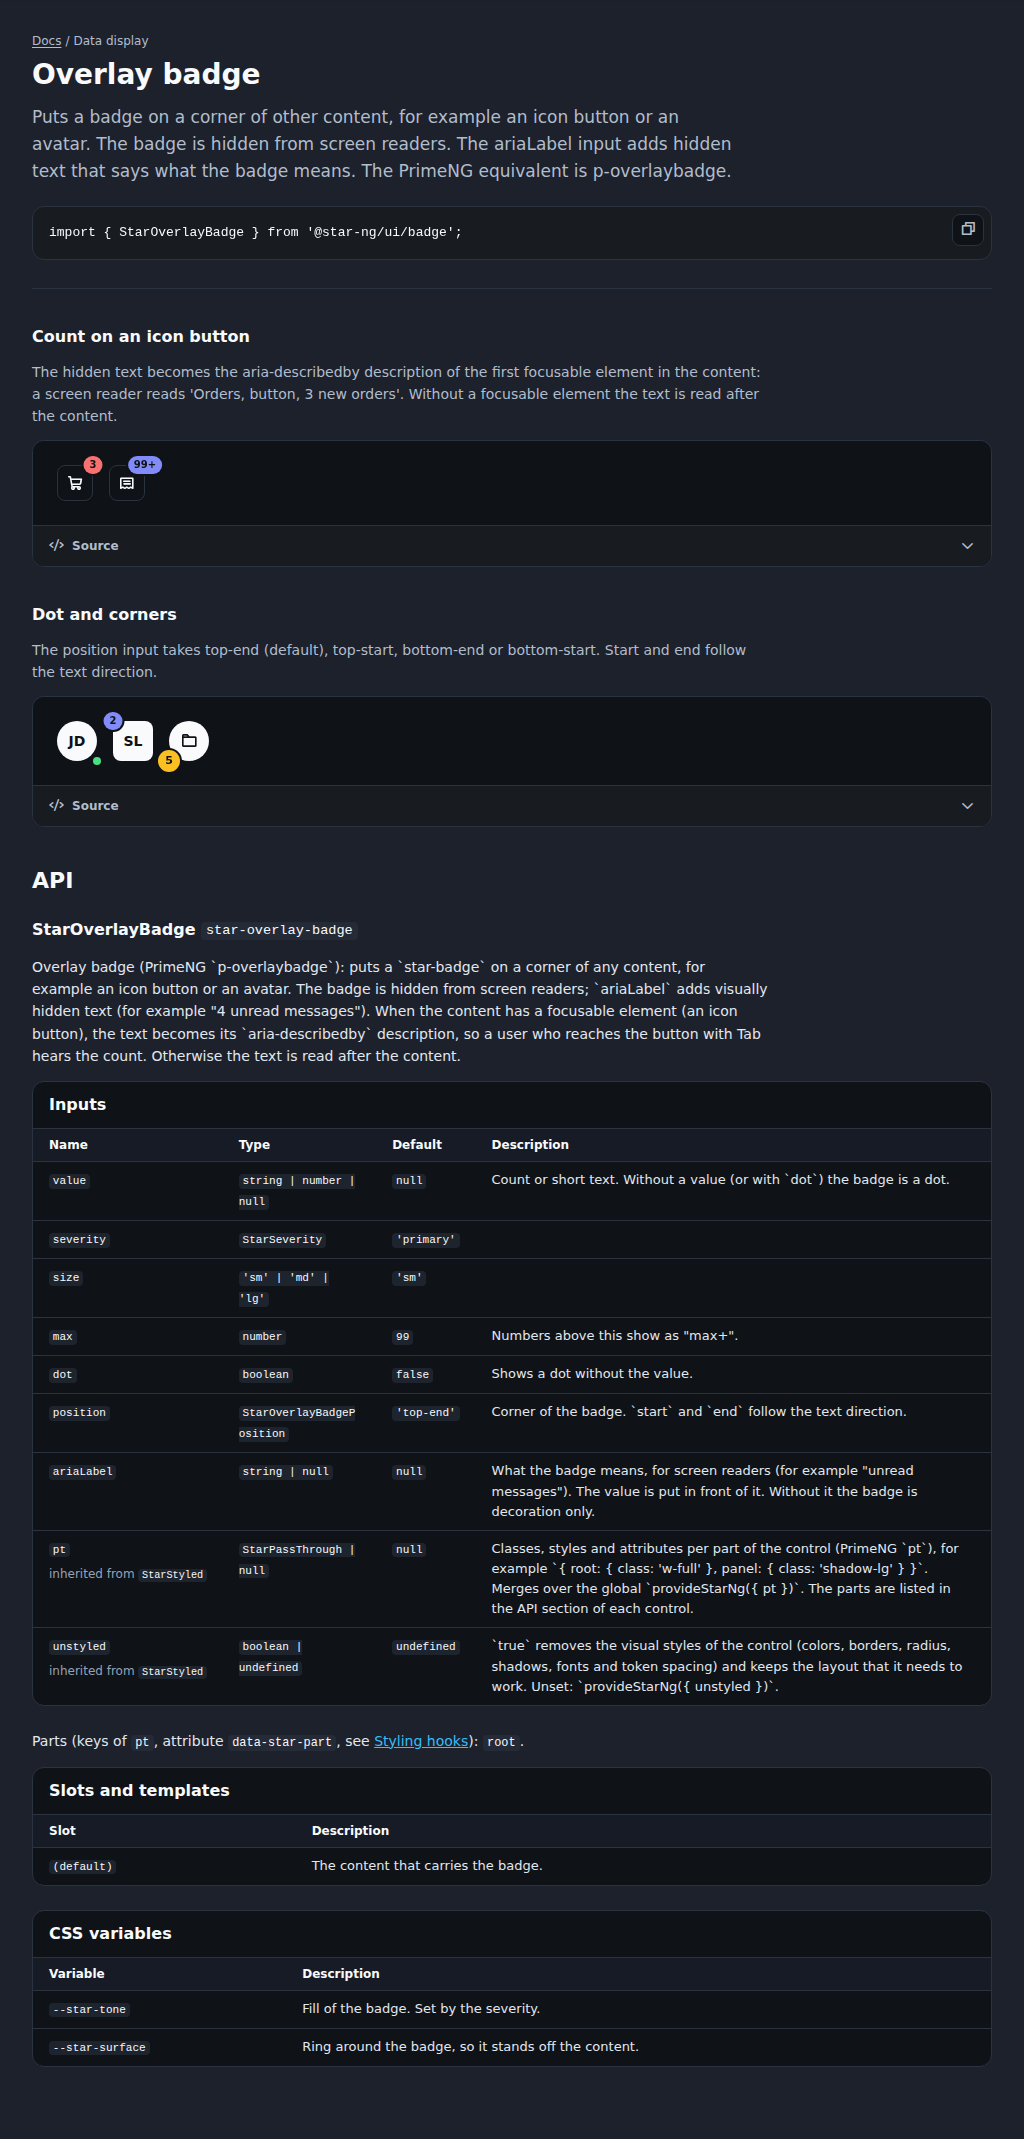 Docs / Data display
Overlay badge
Puts a badge on a corner of other content, for example an icon button or an
avatar. The badge is hidden from screen readers. The ariaLabel input adds hidden
text that says what the badge means. The PrimeNG equivalent is p-overlaybadge.
import { StarOverlayBadge } from '@star-ng/ui/badge';
Count on an icon button
The hidden text becomes the aria-describedby description of the first focusable element in the content:
a screen reader reads 'Orders, button, 3 new orders'. Without a focusable element the text is read after
the content.
3 99+
Source
Dot and corners
The position input takes top-end (default), top-start, bottom-end or bottom-start. Start and end follow
the text direction.
JD 2 SL 5
Source
API
StarOverlayBadge star-overlay-badge
Overlay badge (PrimeNG `p-overlaybadge`): puts a `star-badge` on a corner of any content, for
example an icon button or an avatar. The badge is hidden from screen readers; `ariaLabel` adds visually
hidden text (for example "4 unread messages"). When the content has a focusable element (an icon
button), the text becomes its `aria-describedby` description, so a user who reaches the button with Tab
hears the count. Otherwise the text is read after the content.
Inputs
Name Type Default Description
value string | number | null Count or short text. Without a value (or with `dot`) the badge is a dot.
null
severity StarSeverity 'primary'
size 'sm' | 'md' | 'sm'
'lg'
max number 99 Numbers above this show as "max+".
dot boolean false Shows a dot without the value.
position StarOverlayBadgeP 'top-end' Corner of the badge. `start` and `end` follow the text direction.
osition
ariaLabel string | null null What the badge means, for screen readers (for example "unread
messages"). The value is put in front of it. Without it the badge is
decoration only.
pt StarPassThrough | null Classes, styles and attributes per part of the control (PrimeNG `pt`), for
inherited from StarStyled null example `{ root: { class: 'w-full' }, panel: { class: 'shadow-lg' } }`.
Merges over the global `provideStarNg({ pt })`. The parts are listed in
the API section of each control.
unstyled boolean | undefined `true` removes the visual styles of the control (colors, borders, radius,
inherited from StarStyled undefined shadows, fonts and token spacing) and keeps the layout that it needs to
work. Unset: `provideStarNg({ unstyled })`.
Parts (keys of pt, attribute data-star-part, see Styling hooks): root.
Slots and templates
Slot Description
(default) The content that carries the badge.
CSS variables
Variable Description
--star-tone Fill of the badge. Set by the severity.
--star-surface Ring around the badge, so it stands off the content.